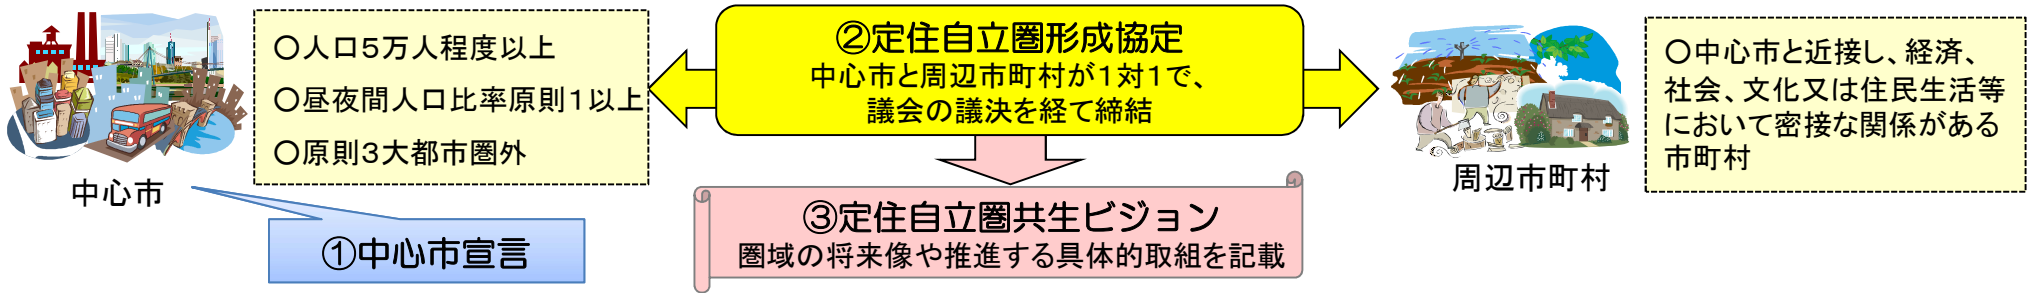 〇人口5万人程度以上
〇昼夜間人口比率原則1以上
〇原則3大都市圏外
中心市
①中心市宣言
②定住自立圏形成協定
中心市と周辺市町村が1対1で、
議会の議決を経て締結
③定住自立圏共生ビジョン
圏域の将来像や推進する具体的取組を記載
周辺市町村
〇中心市と近接し、経済、
社会、文化又は住民生活等
において密接な関係がある
市町村